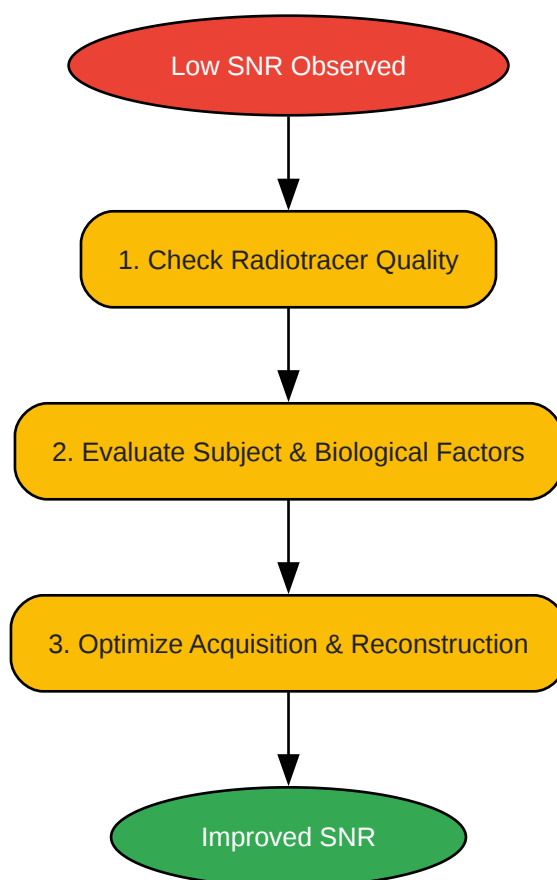 Low SNR Observed
1. Check Radiotracer Quality
2. Evaluate Subject & Biological Factors
3. Optimize Acquisition & Reconstruction
Improved SNR